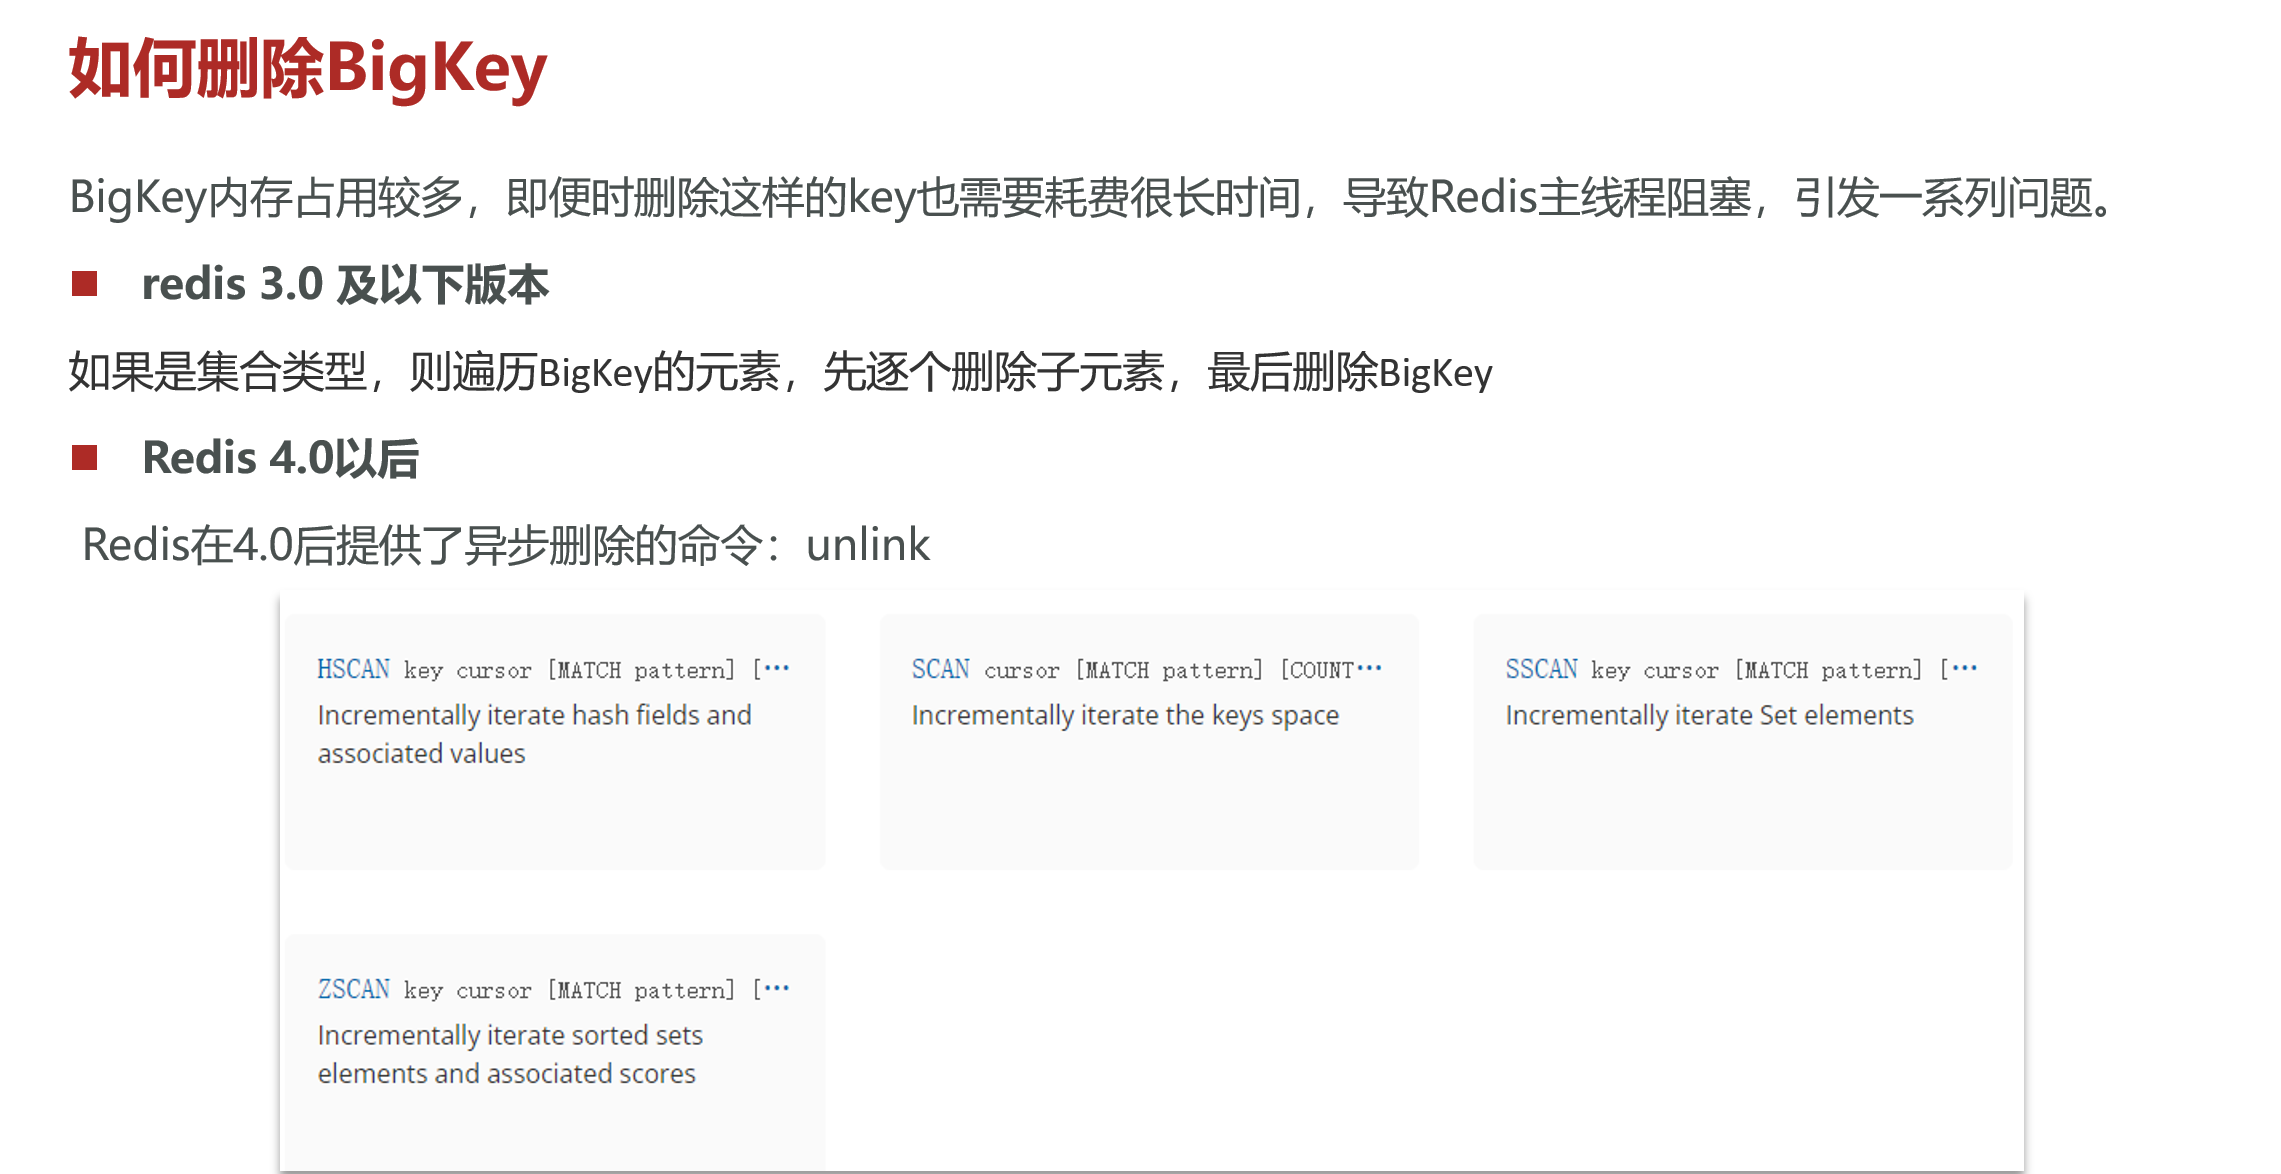 如何删除BigKey
BigKey内存占用较多，即便时删除这样的key也需要耗费很长时间，导致Redis主线程阻塞，引发一系列问题。
redis 3.0 及以下版本
如果是集合类型，则遍历BigKey的元素，先逐个删除子元素，最后删除BigKey
Redis 4.0以后
Redis在4.0后提供了异步删除的命令：unlink
HSCAN key cursor [MATCH pattern] [···
Incrementally iterate hash fields and
associated values
SCAN cursor [MATCH pattern] [COUNT···
Incrementally iterate the keys space
SSCAN key cursor [MATCH pattern] [···
Incrementally iterate Set elements
ZSCAN key cursor [MATCH pattern] [···
Incrementally iterate sorted sets
elements and associated scores